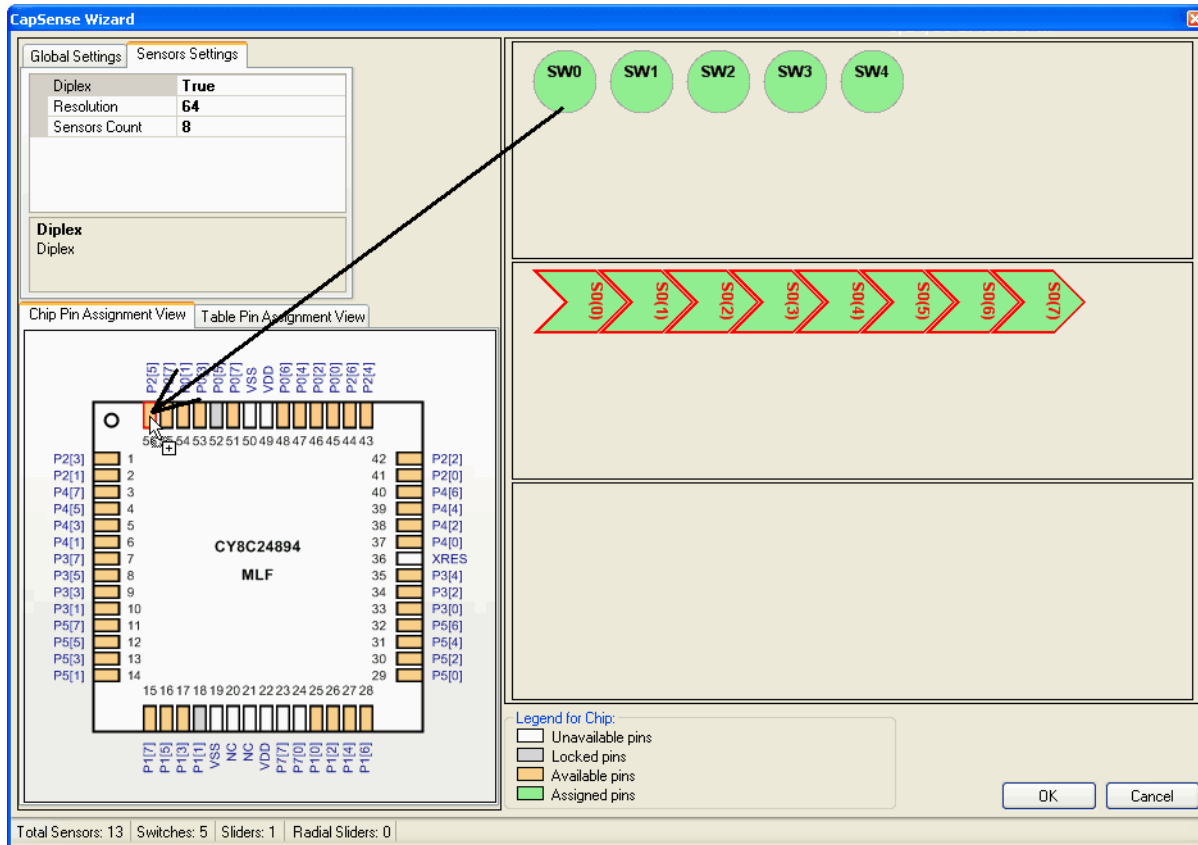 CapSense Wizard
Global Settings
Sensors Settings
Diplex True
Resolution 64
Sensors Count 8
Diplex
Diplex
Chip Pin Assignment View
Table Pin Assignment View
P2[5] P2[7] P0[1] P0[3] P0[5] P0[7] VSS VDD P0[6] P0[4] P0[2] P0[0] P2[6] P2[4]
56 55 54 53 52 51 50 49 48 47 46 45 44 43
P2[3] 1 42 P2[2]
P2[1] 2 41 P2[0]
P4[7] 3 40 P4[6]
P4[5] 4 39 P4[4]
P4[3] 5 38 P4[2]
P4[1] 6 37 P4[0]
P3[7] 7 36 XRES
P3[5] 8 35 P3[4]
P3[3] 9 34 P3[2]
P3[1] 10 33 P3[0]
P5[7] 11 32 P5[6]
P5[5] 12 31 P5[4]
P5[3] 13 30 P5[2]
P5[1] 14 29 P5[0]
CY8C24894
MLF
15 16 17 18 19 20 21 22 23 24 25 26 27 28
P1[7] P1[5] P1[3] P1[1] VSS NC NC VDD P7[7] P7[0] P1[0] P1[2] P1[4] P1[6]
SW0 SW1 SW2 SW3 SW4
S0(0) S0(1) S0(2) S0(3) S0(4) S0(5) S0(6) S0(7)
Legend for Chip:
Unavailable pins
Locked pins
Available pins
Assigned pins
OK Cancel
Total Sensors: 13 Switches: 5 Sliders: 1 Radial Sliders: 0